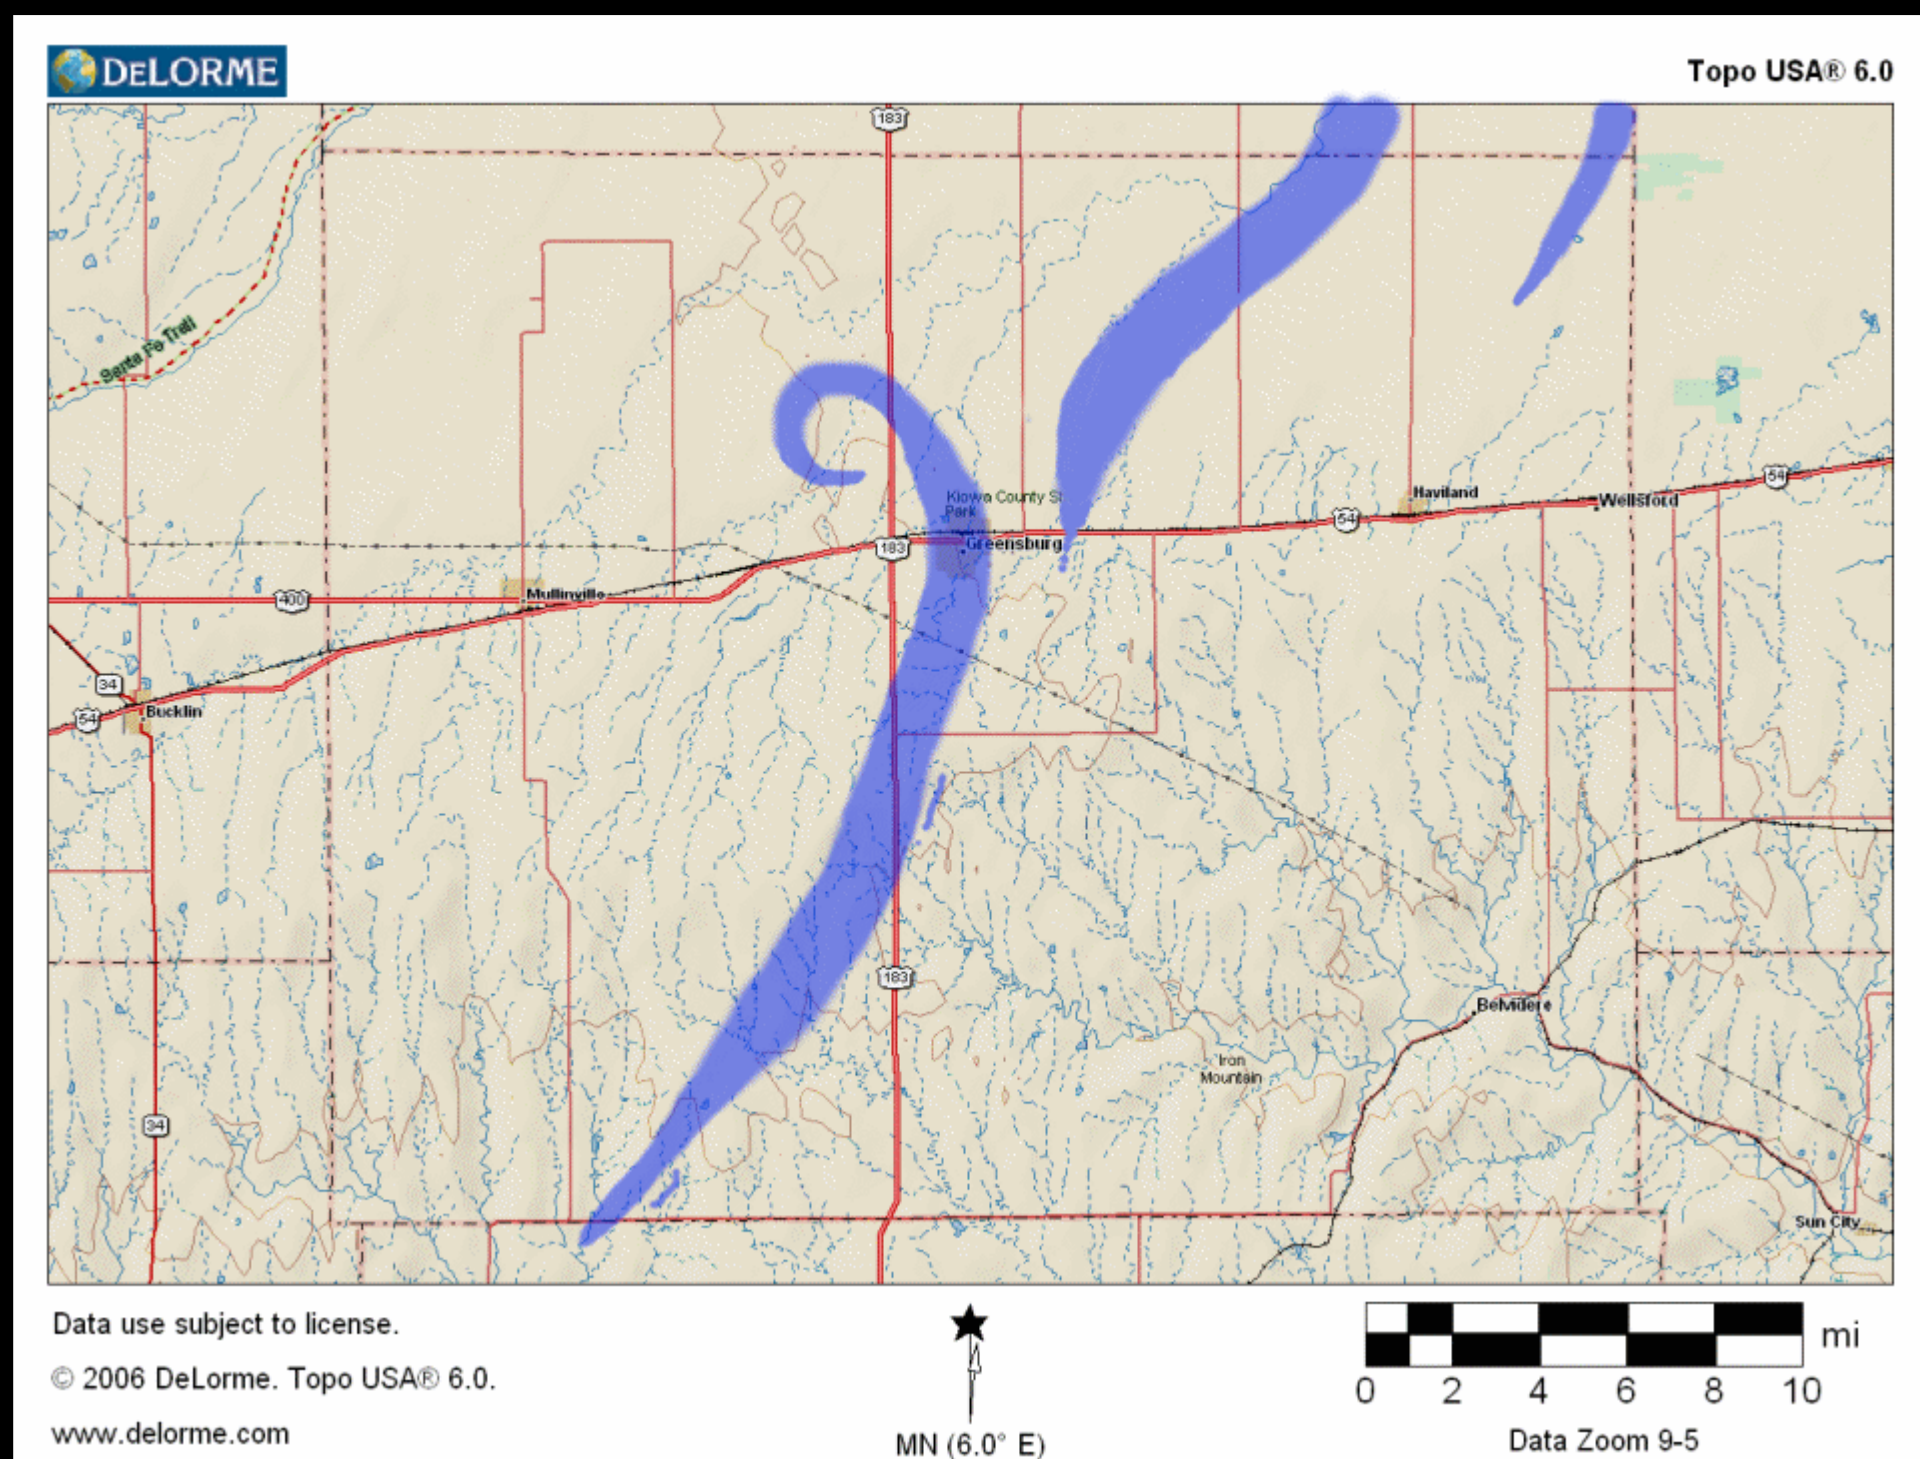 DELORME
Topo USA® 6.0
183
Santa Fe Trail
Kiowa County St
Park
Haviland
Wellsford
54
54
183
Greensburg
400
Mullinville
34
54
Bucklin
183
Belvidere
Iron
Mountain
34
Sun City
Data use subject to license.
© 2006 DeLorme. Topo USA® 6.0.
www.delorme.com
MN (6.0° E)
mi
0 2 4 6 8 10
Data Zoom 9-5